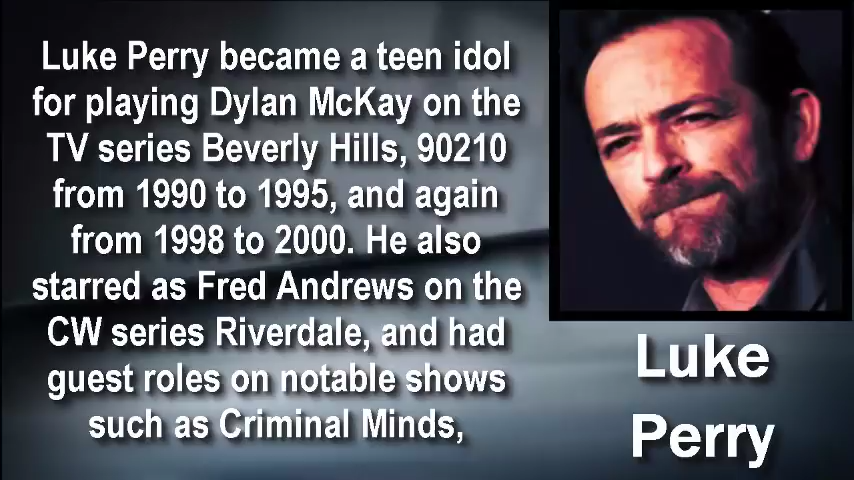 Luke Perry became a teen idol
for playing Dylan McKay on the
TV series Beverly Hills, 90210
from 1990 to 1995, and again
from 1998 to 2000. He also
starred as Fred Andrews on the
CW series Riverdale, and had
guest roles on notable shows
such as Criminal Minds,
Luke
Perry